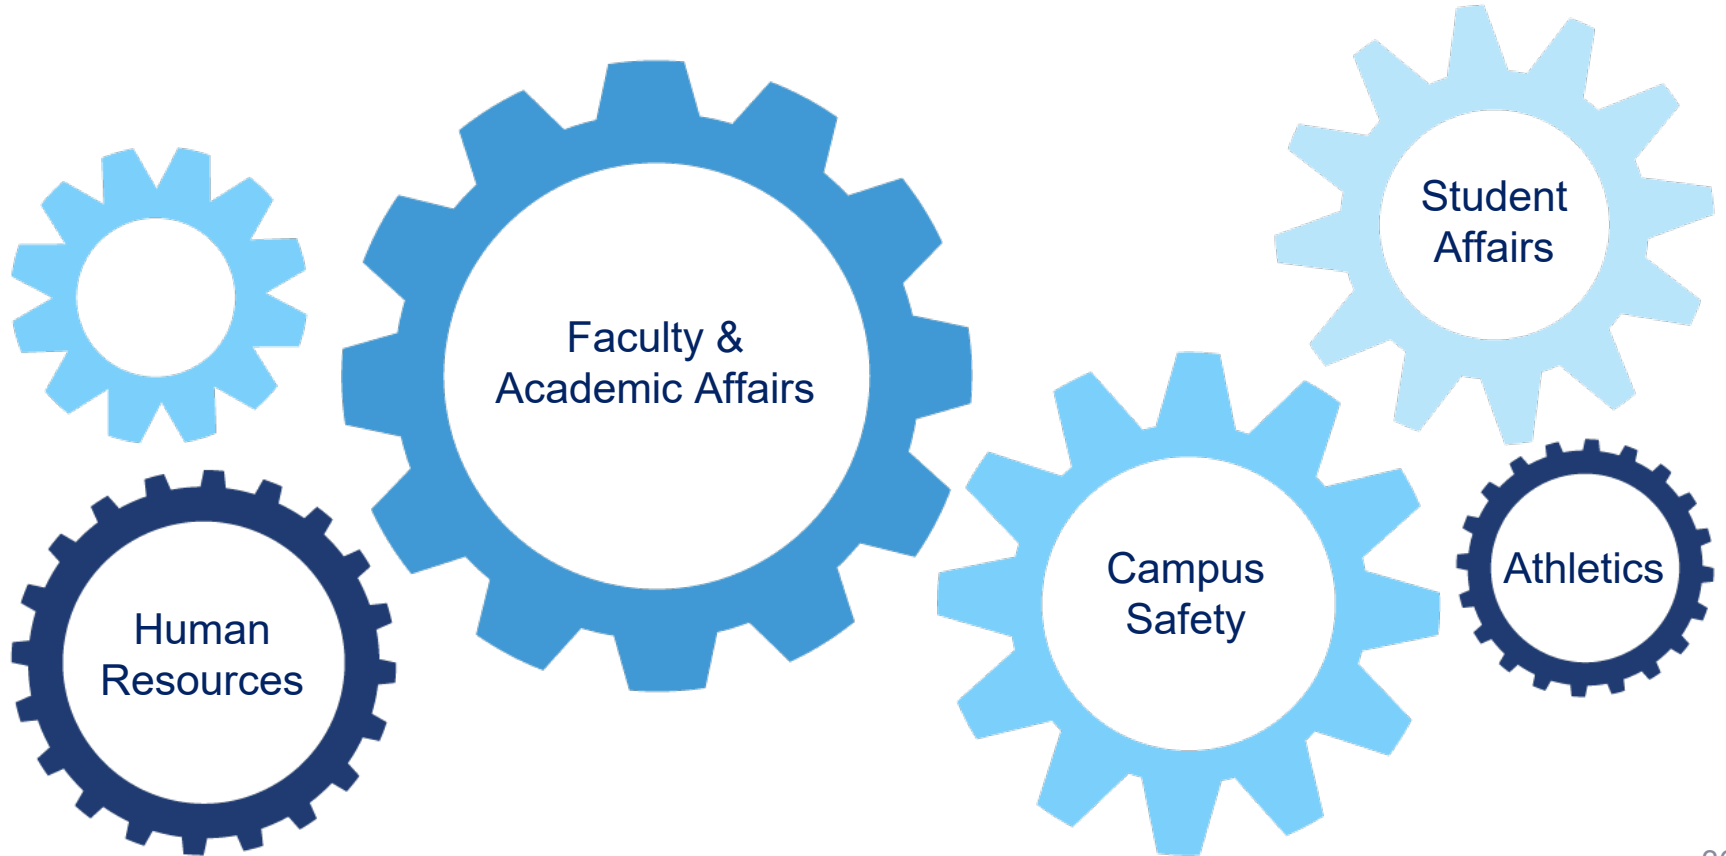 Faculty &
Academic Affairs
Student
Affairs
Human
Resources
Campus
Safety
Athletics